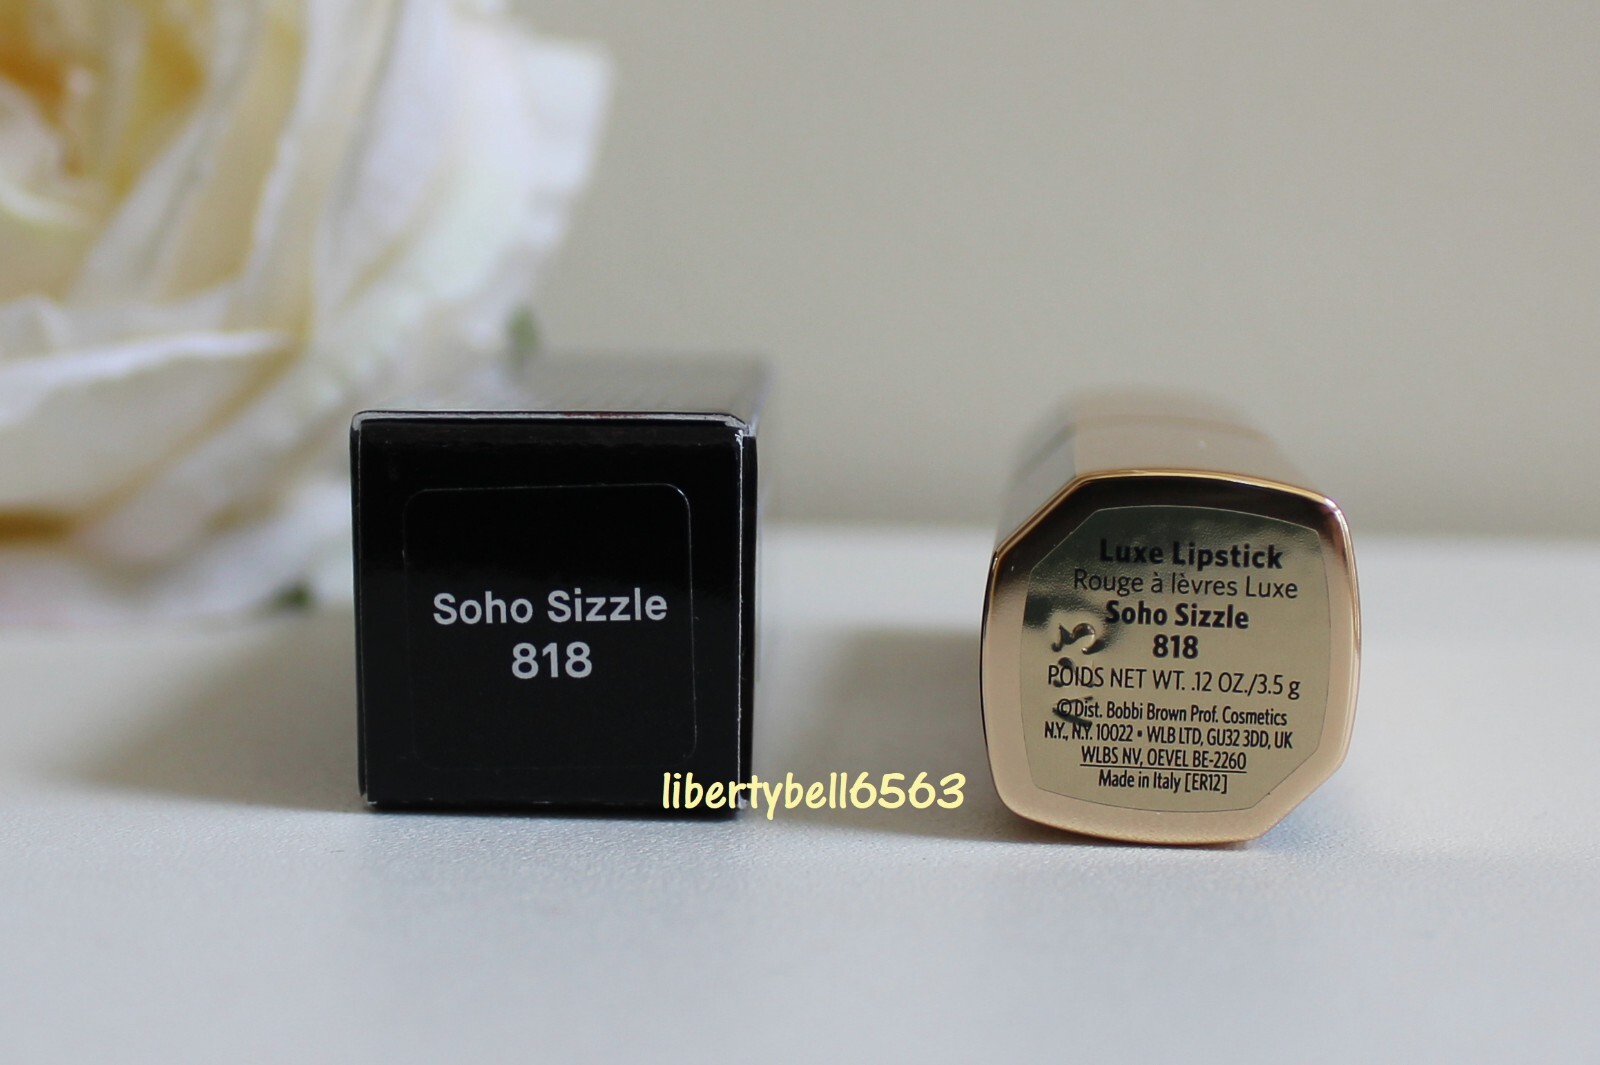 Soho Sizzle
818
Luxe Lipstick
Rouge à lèvres Luxe
Soho Sizzle
818
POIDS NET WT. .12 OZ./3.5 g
©Dist. Bobbi Brown Prof. Cosmetics
N.Y., N.Y. 10022 • WLB LTD, GU32 3DD, UK
WLBS NV, OEVEL BE-2260
Made in Italy [ER12]
libertybell6563